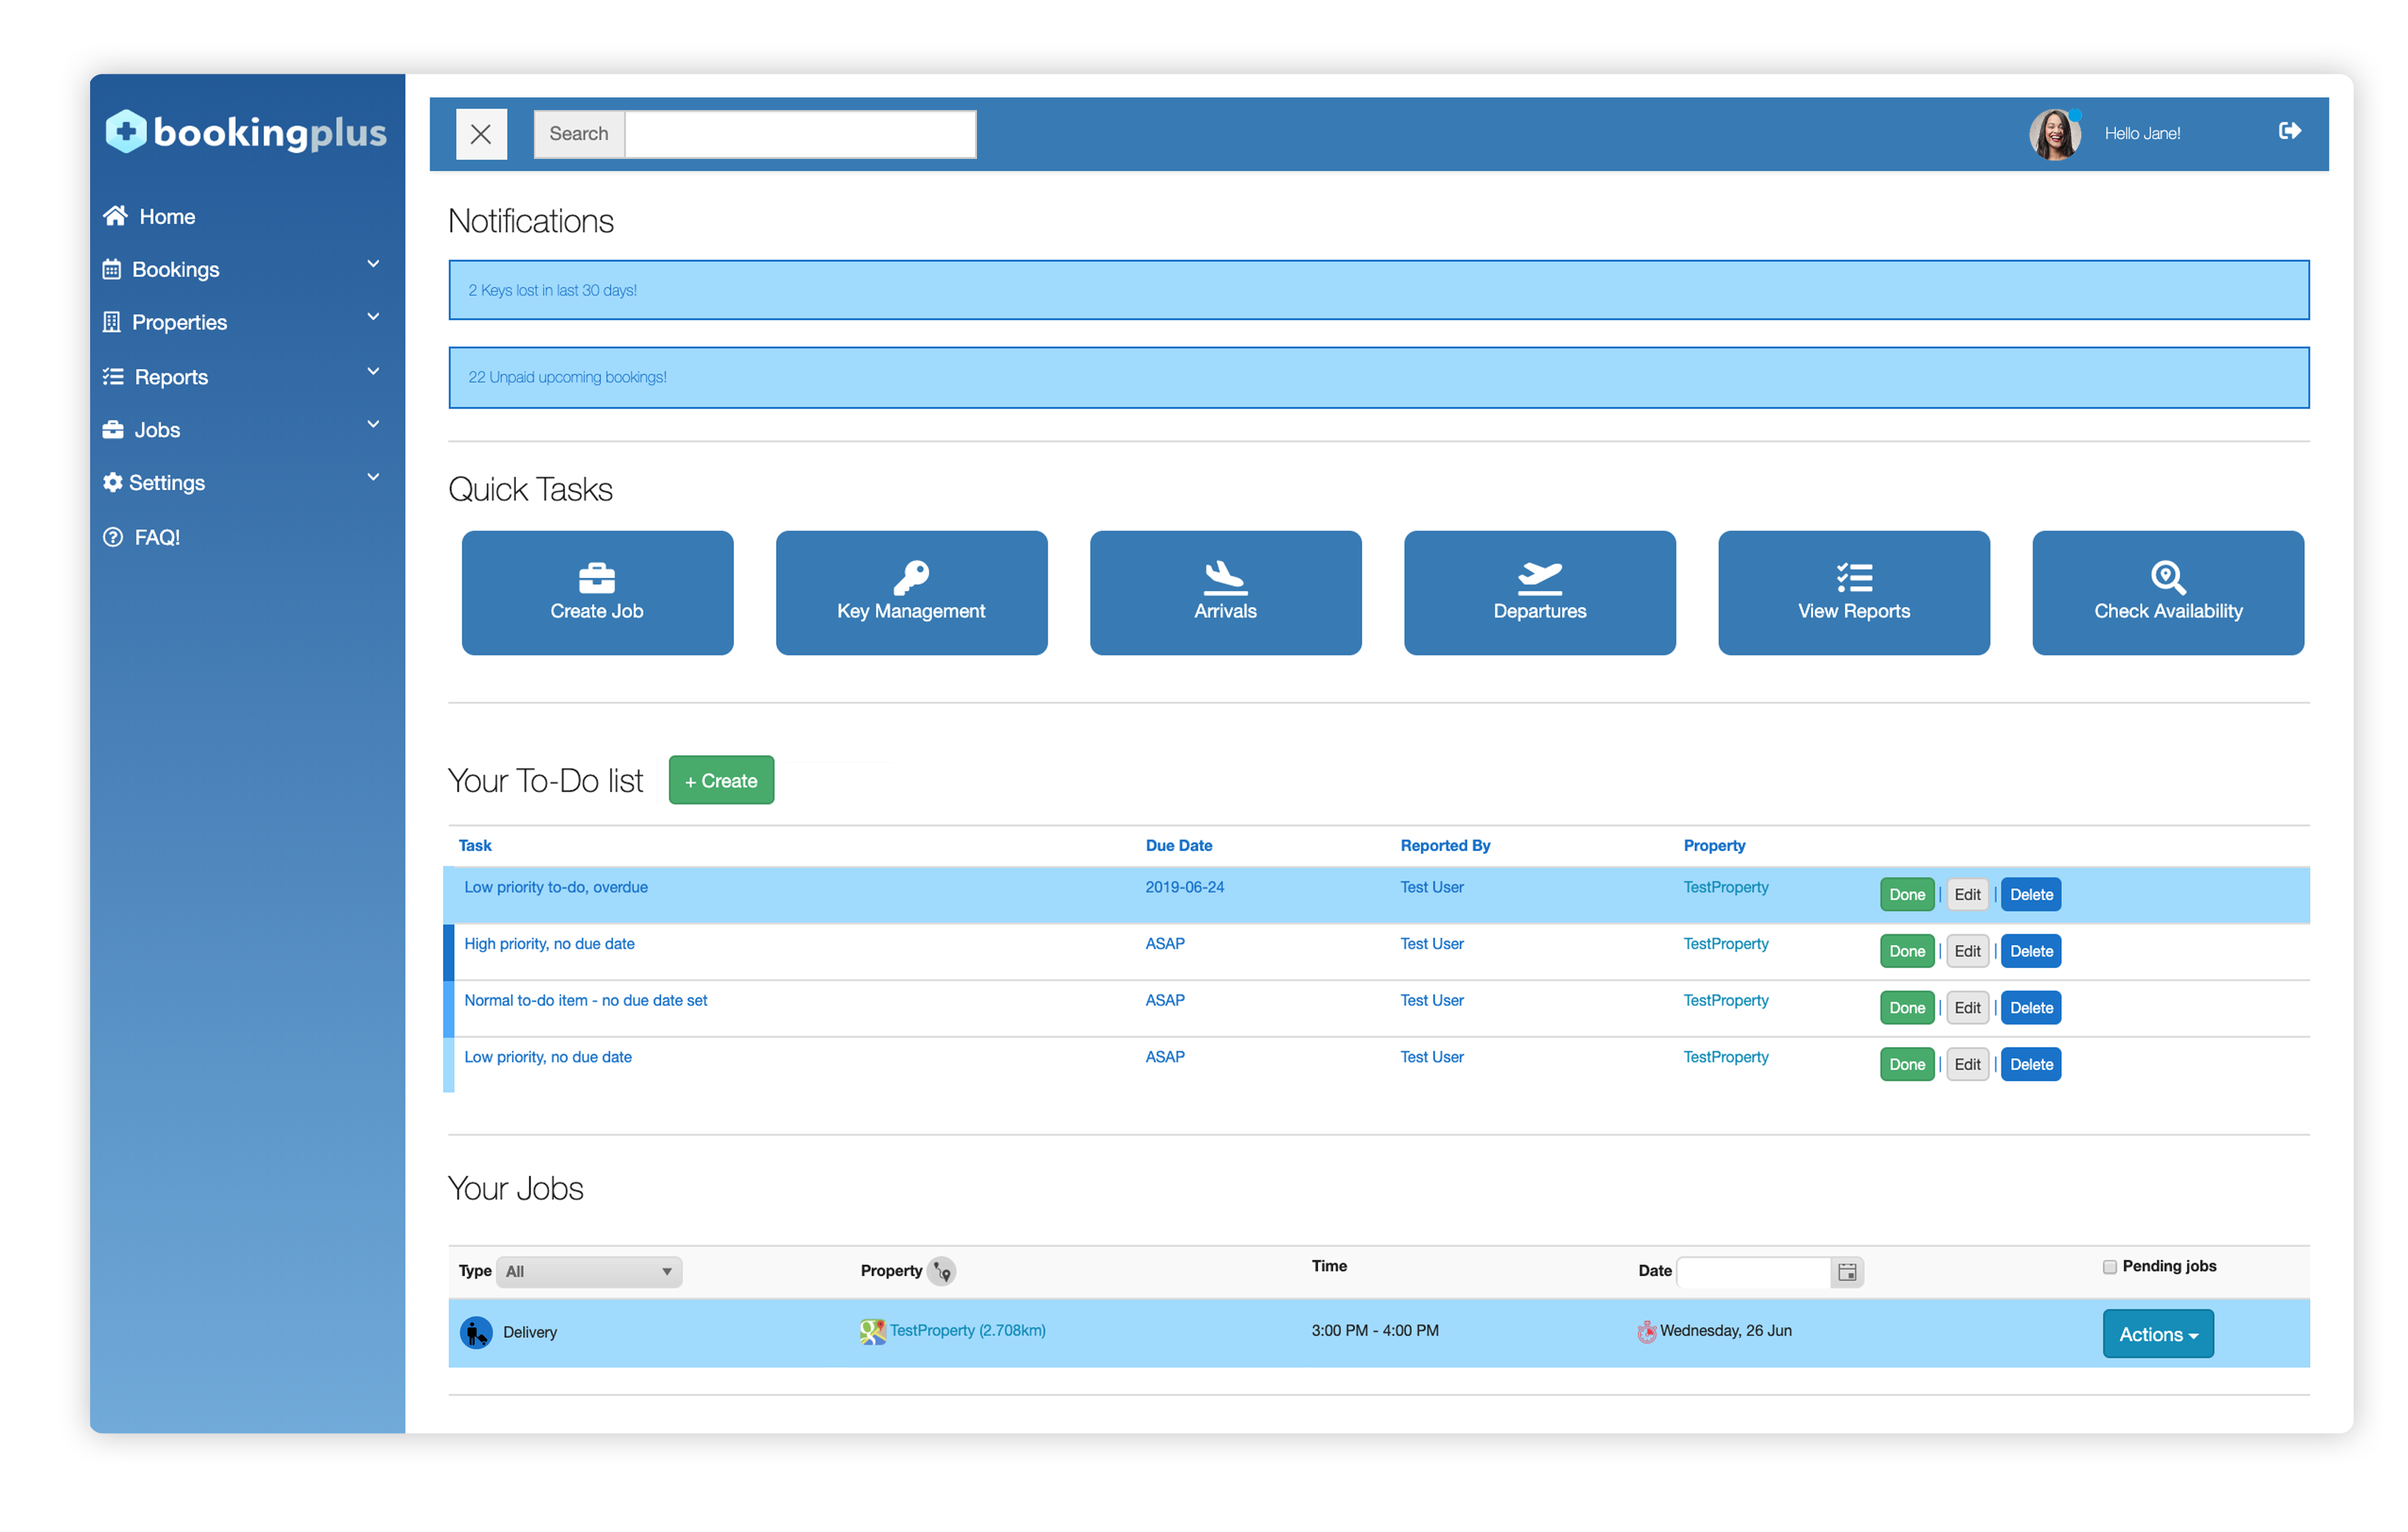 bookingplus
Search
Hello Jane!
Home
Bookings
Properties
Reports
Jobs
Settings
FAQ!
Notifications
2 Keys lost in last 30 days!
22 Unpaid upcoming bookings!
Quick Tasks
Create Job
Key Management
Arrivals
Departures
View Reports
Check Availability
Your To-Do list
+ Create
Task Due Date Reported By Property
Low priority to-do, overdue 2019-06-24 Test User TestProperty Done | Edit | Delete
High priority, no due date ASAP Test User TestProperty Done | Edit | Delete
Normal to-do item - no due date set ASAP Test User TestProperty Done | Edit | Delete
Low priority, no due date ASAP Test User TestProperty Done | Edit | Delete
Your Jobs
Type All Property Time Date Pending jobs
Delivery TestProperty (2.708km) 3:00 PM - 4:00 PM Wednesday, 26 Jun Actions